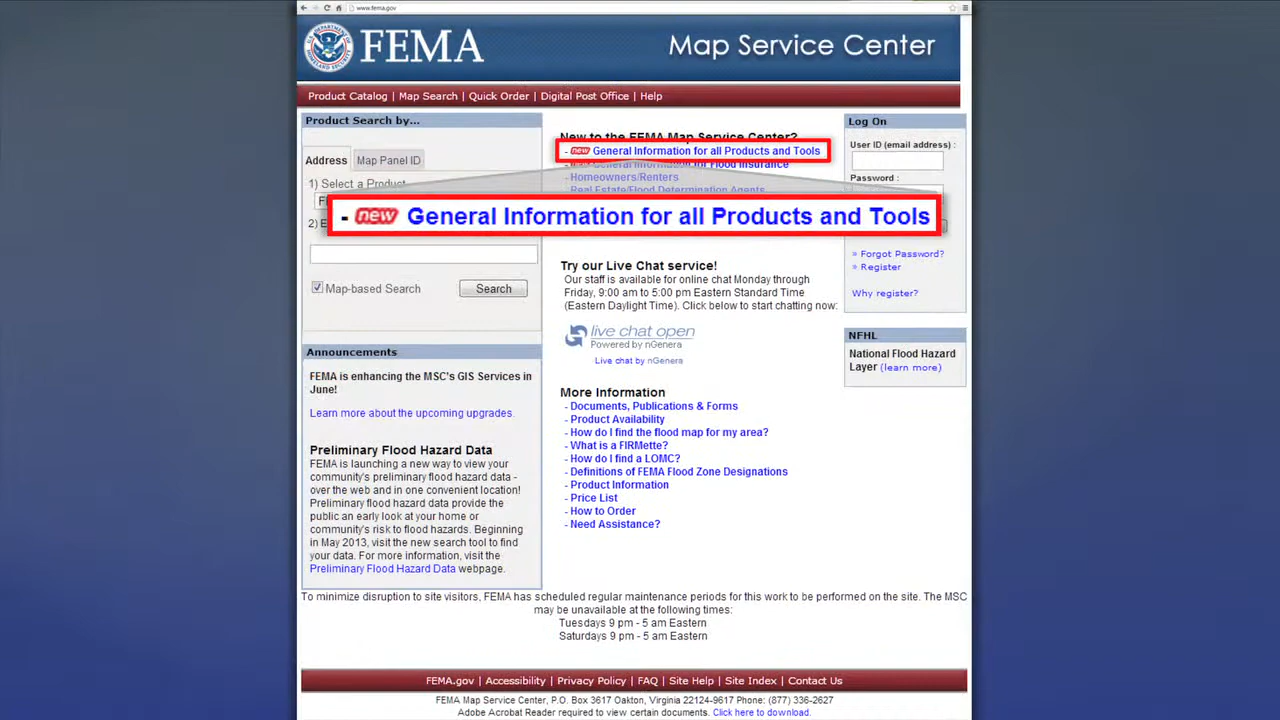 www.fema.gov
FEMA
Map Service Center
Product Catalog | Map Search | Quick Order | Digital Post Office | Help
Product Search by...
Address
Map Panel ID
1) Select a Product
Map-based Search
Search
Announcements
FEMA is enhancing the MSC's GIS Services in
June!
Learn more about the upcoming upgrades.
Preliminary Flood Hazard Data
FEMA is launching a new way to view your
community's preliminary flood hazard data -
over the web and in one convenient location!
Preliminary flood hazard data provide the
public an early look at your home or
community's risk to flood hazards. Beginning
in May 2013, visit the new search tool to find
your data. For more information, visit the
Preliminary Flood Hazard Data webpage.
New to the FEMA Map Service Center?
- new General Information for all Products and Tools
General Information for Flood Insurance
- Homeowners/Renters
- Real Estate/Flood Determination Agents
- new General Information for all Products and Tools
Try our Live Chat service!
Our staff is available for online chat Monday through
Friday, 9:00 am to 5:00 pm Eastern Standard Time
(Eastern Daylight Time). Click below to start chatting now:
live chat open
Powered by nGenera
Live chat by nGenera
More Information
- Documents, Publications & Forms
- Product Availability
- How do I find the flood map for my area?
- What is a FIRMette?
- How do I find a LOMC?
- Definitions of FEMA Flood Zone Designations
- Product Information
- Price List
- How to Order
- Need Assistance?
Log On
User ID (email address) :
Password :
» Forgot Password?
» Register
Why register?
NFHL
National Flood Hazard
Layer (learn more)
To minimize disruption to site visitors, FEMA has scheduled regular maintenance periods for this work to be performed on the site. The MSC
may be unavailable at the following times:
Tuesdays 9 pm - 5 am Eastern
Saturdays 9 pm - 5 am Eastern
FEMA.gov | Accessibility | Privacy Policy | FAQ | Site Help | Site Index | Contact Us
FEMA Map Service Center, P.O. Box 3617 Oakton, Virginia 22124-9617 Phone: (877) 336-2627
Adobe Acrobat Reader required to view certain documents. Click here to download.